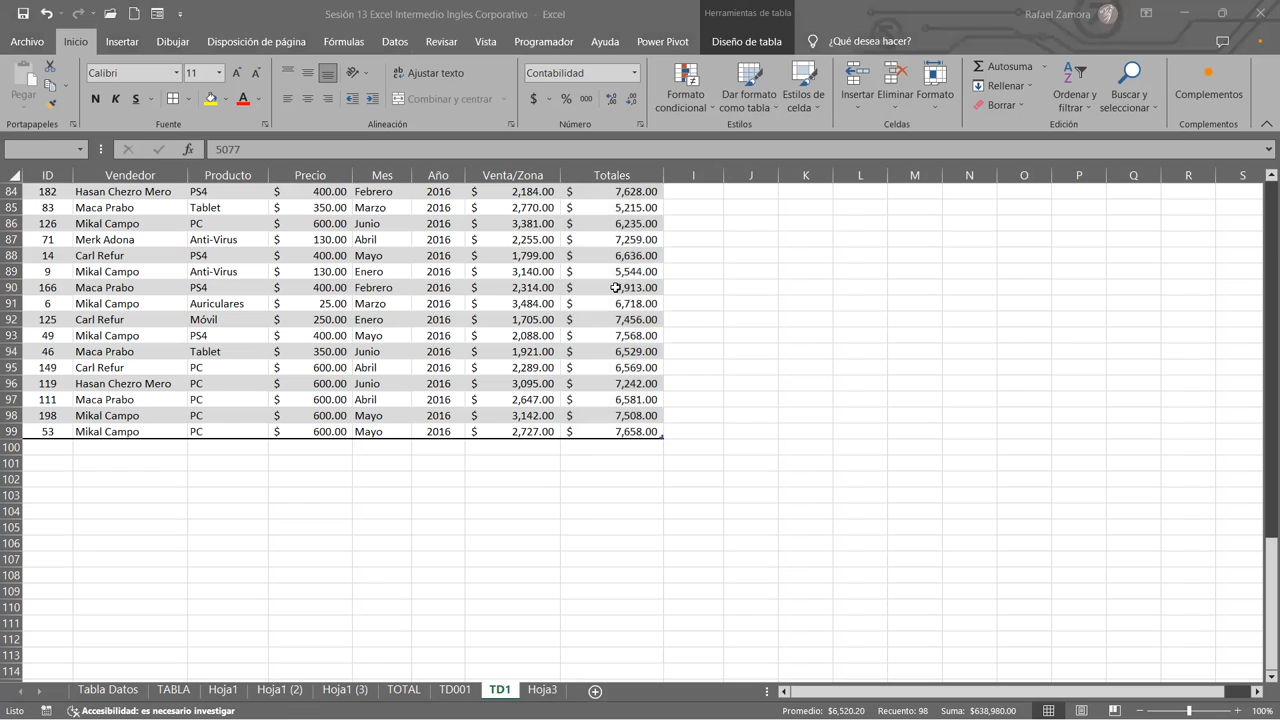 Sesión 13 Excel Intermedio Ingles Corporativo - Excel
Herramientas de tabla
Rafael Zamora
Archivo Inicio Insertar Dibujar Disposición de página Fórmulas Datos Revisar Vista Programador Ayuda Power Pivot Diseño de tabla ¿Qué desea hacer?
Pegar
Calibri 11
N K S
Ajustar texto
Combinar y centrar
Contabilidad
$ % 000
Formato condicional
Dar formato como tabla
Estilos de celda
Insertar Eliminar Formato
Autosuma
Rellenar
Borrar
Ordenar y filtrar
Buscar y seleccionar
Complementos
Portapapeles Fuente Alineación Número Estilos Celdas Edición Complementos
fx 5077
ID Vendedor Producto Precio Mes Año Venta/Zona Totales I J K L M N O P Q R S
84 182 Hasan Chezro Mero PS4 $ 400.00 Febrero 2016 $ 2,184.00 $ 7,628.00
85 83 Maca Prabo Tablet $ 350.00 Marzo 2016 $ 2,770.00 $ 5,215.00
86 126 Mikal Campo PC $ 600.00 Junio 2016 $ 3,381.00 $ 6,235.00
87 71 Merk Adona Anti-Virus $ 130.00 Abril 2016 $ 2,255.00 $ 7,259.00
88 14 Carl Refur PS4 $ 400.00 Mayo 2016 $ 1,799.00 $ 6,636.00
89 9 Mikal Campo Anti-Virus $ 130.00 Enero 2016 $ 3,140.00 $ 5,544.00
90 166 Maca Prabo PS4 $ 400.00 Febrero 2016 $ 2,314.00 $ ,913.00
91 6 Mikal Campo Auriculares $ 25.00 Marzo 2016 $ 3,484.00 $ 6,718.00
92 125 Carl Refur Móvil $ 250.00 Enero 2016 $ 1,705.00 $ 7,456.00
93 49 Mikal Campo PS4 $ 400.00 Mayo 2016 $ 2,088.00 $ 7,568.00
94 46 Maca Prabo Tablet $ 350.00 Junio 2016 $ 1,921.00 $ 6,529.00
95 149 Carl Refur PC $ 600.00 Abril 2016 $ 2,289.00 $ 6,569.00
96 119 Hasan Chezro Mero PC $ 600.00 Junio 2016 $ 3,095.00 $ 7,242.00
97 111 Maca Prabo PC $ 600.00 Abril 2016 $ 2,647.00 $ 6,581.00
98 198 Mikal Campo PC $ 600.00 Mayo 2016 $ 3,142.00 $ 7,508.00
99 53 Mikal Campo PC $ 600.00 Mayo 2016 $ 2,727.00 $ 7,658.00
100
101
102
103
104
105
106
107
108
109
110
111
112
113
114
Tabla Datos TABLA Hoja1 Hoja1 (2) Hoja1 (3) TOTAL TD001 TD1 Hoja3
Listo Accesibilidad: es necesario investigar Promedio: $6,520.20 Recuento: 98 Suma: $638,980.00 100%